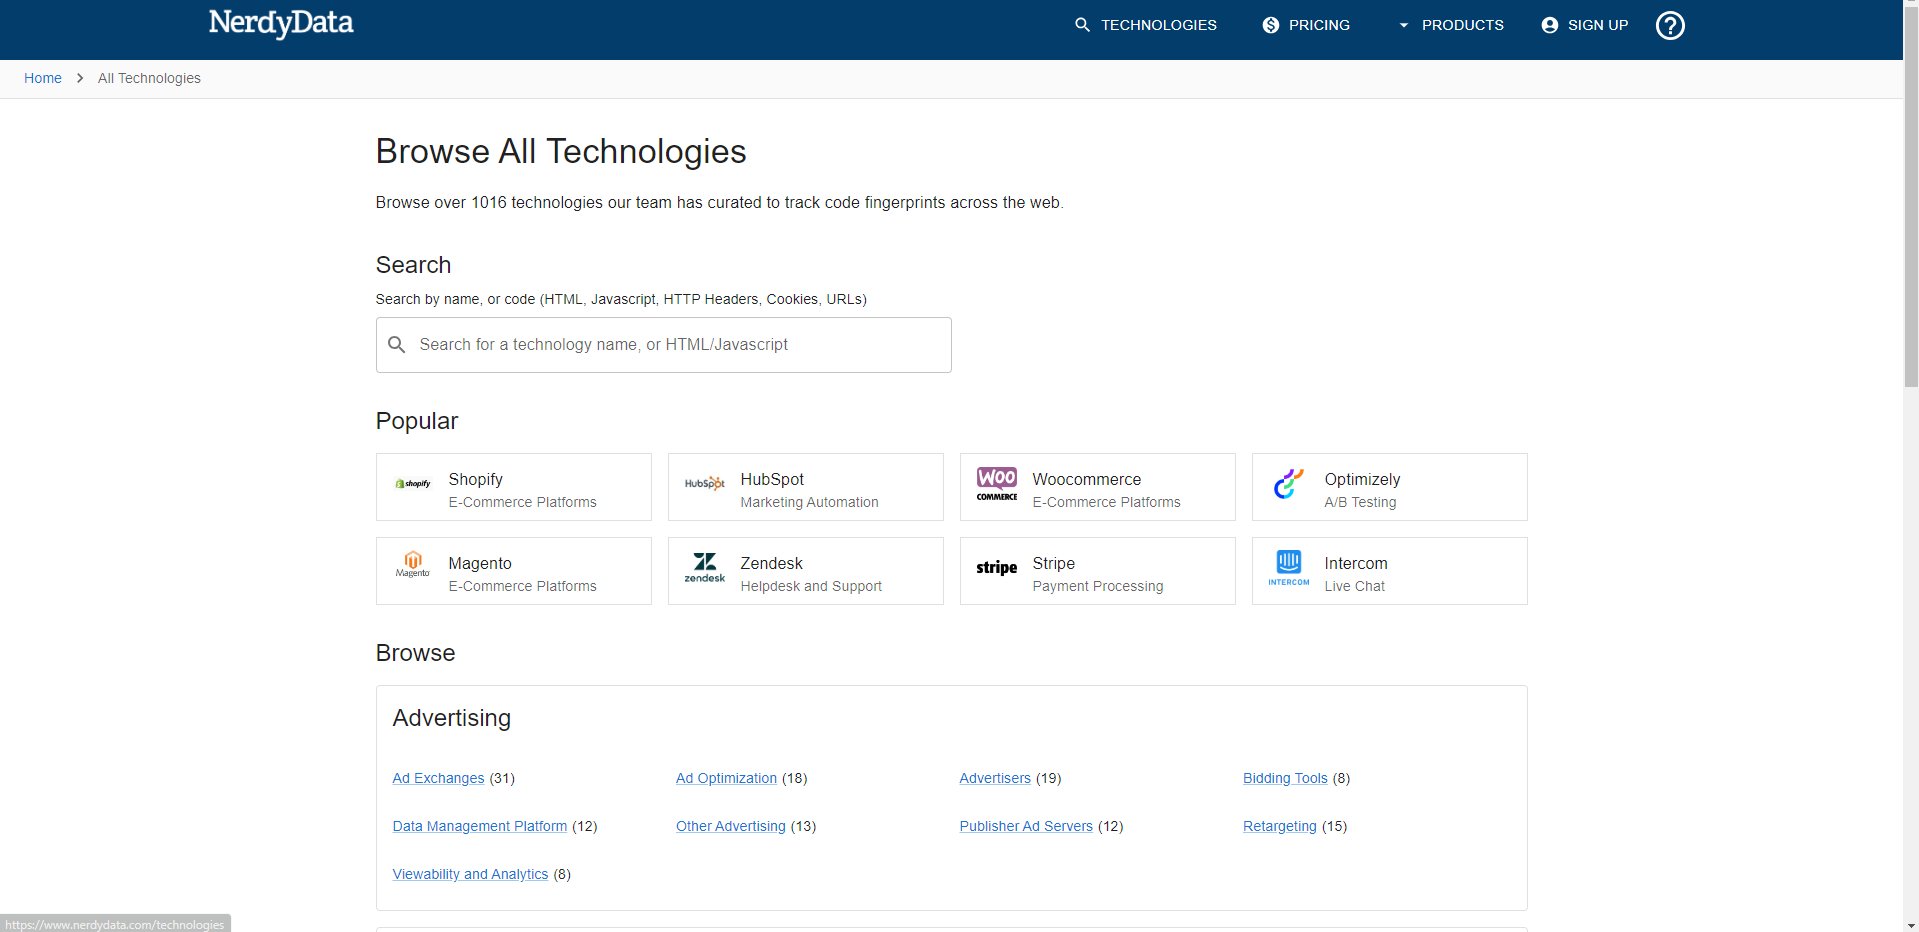 NerdyData
TECHNOLOGIES
PRICING
PRODUCTS
SIGN UP
?
Home > All Technologies
Browse All Technologies
Browse over 1016 technologies our team has curated to track code fingerprints across the web.
Search
Search by name, or code (HTML, Javascript, HTTP Headers, Cookies, URLs)
Search for a technology name, or HTML/Javascript
Popular
shopify
Shopify
E-Commerce Platforms
HubSpot
HubSpot
Marketing Automation
WOO
COMMERCE
Woocommerce
E-Commerce Platforms
Optimizely
A/B Testing
Magento
Magento
E-Commerce Platforms
zendesk
Zendesk
Helpdesk and Support
stripe
Stripe
Payment Processing
INTERCOM
Intercom
Live Chat
Browse
Advertising
Ad Exchanges (31)
Ad Optimization (18)
Advertisers (19)
Bidding Tools (8)
Data Management Platform (12)
Other Advertising (13)
Publisher Ad Servers (12)
Retargeting (15)
Viewability and Analytics (8)
https://www.nerdydata.com/technologies